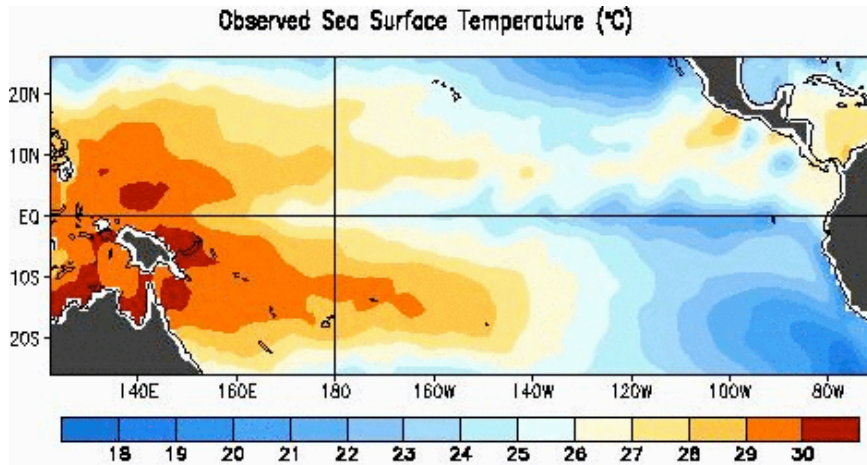 Observed Sea Surface Temperature (°C)
20N
10N
EQ
10S
20S
140E 160E 180 160W 140W 120W 100W 80W
18 19 20 21 22 23 24 25 26 27 28 29 30